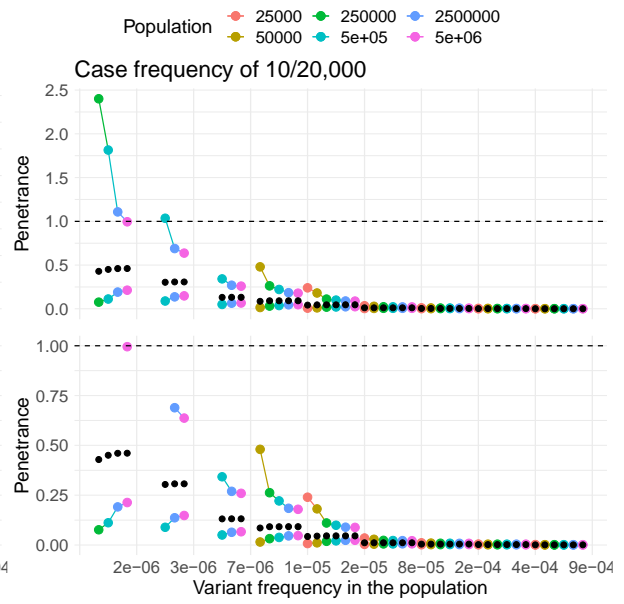 Population 25000 250000 2500000
50000 5e+05 5e+06
Case frequency of 10/20,000
2.5
2.0
1.5
1.0
0.5
0.0
Penetrance
1.00
0.75
0.50
0.25
0.00
Penetrance
2e-06 3e-06 7e-06 1e-05 2e-05 8e-05 2e-04 4e-04 9e-04
Variant frequency in the population